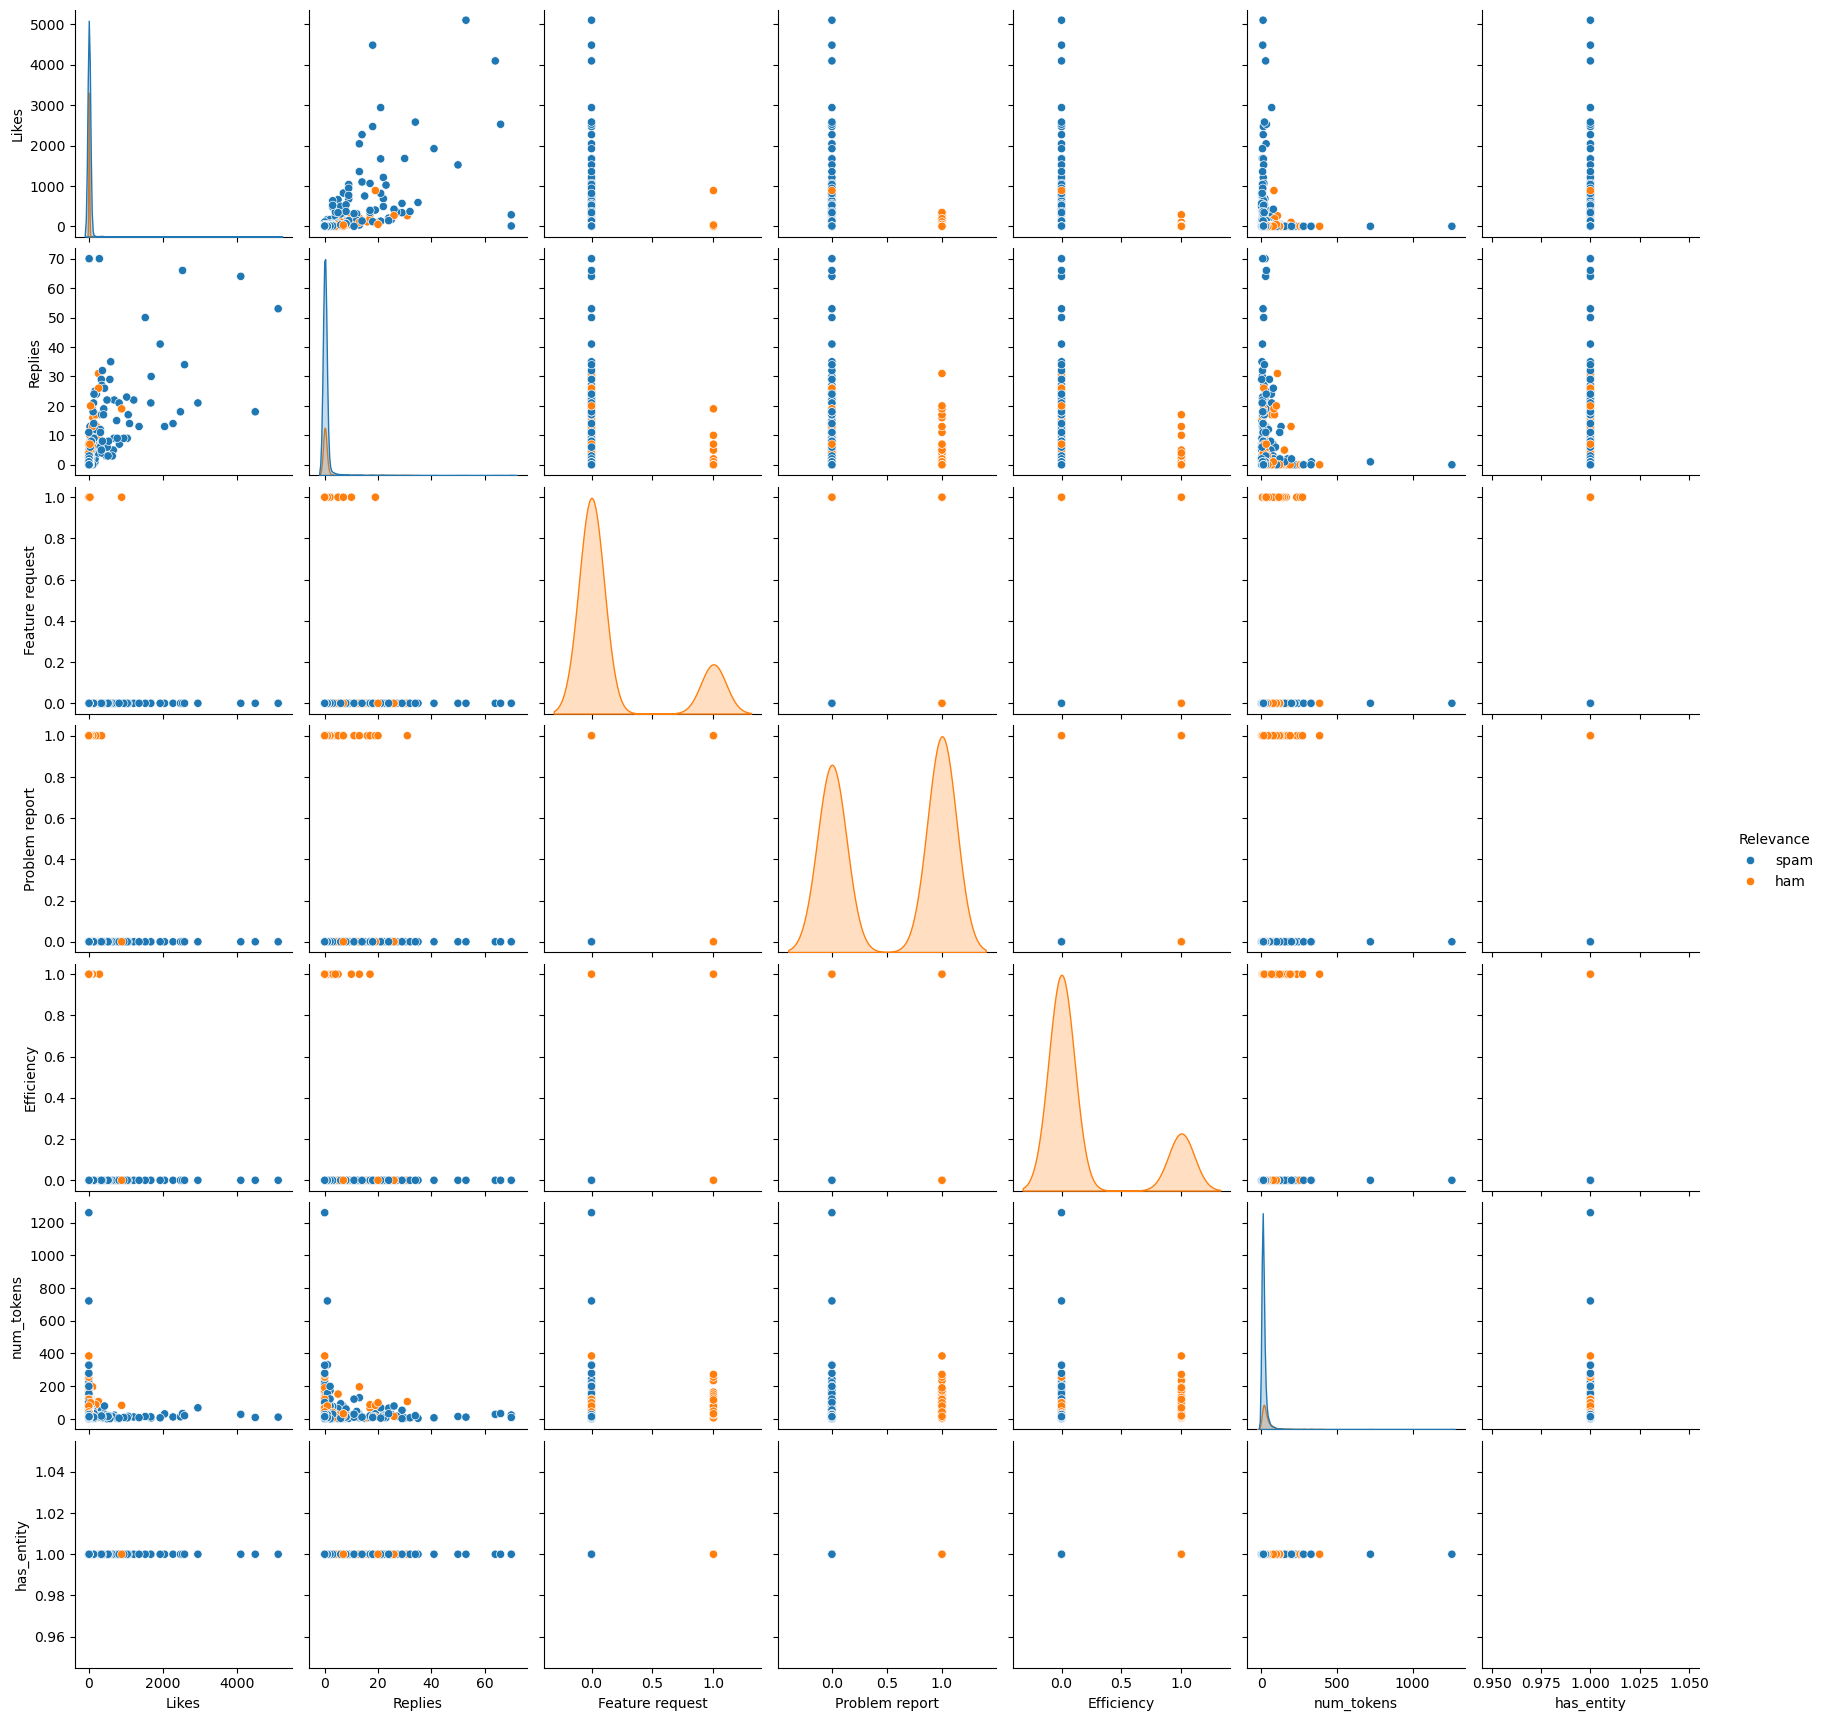 5000
4000
3000
2000
1000
0
Likes
70
60
50
40
30
20
10
0
Replies
1.0
0.8
0.6
0.4
0.2
0.0
Feature request
1.0
0.8
0.6
0.4
0.2
0.0
Problem report
Relevance
spam
ham
1.0
0.8
0.6
0.4
0.2
0.0
Efficiency
1200
1000
800
600
400
200
0
num_tokens
1.04
1.02
1.00
0.98
0.96
has_entity
0 2000 4000
0 20 40 60
0.0 0.5 1.0
0.0 0.5 1.0
0.0 0.5 1.0
0 500 1000
0.950 0.975 1.000 1.025 1.050
Likes
Replies
Feature request
Problem report
Efficiency
num_tokens
has_entity